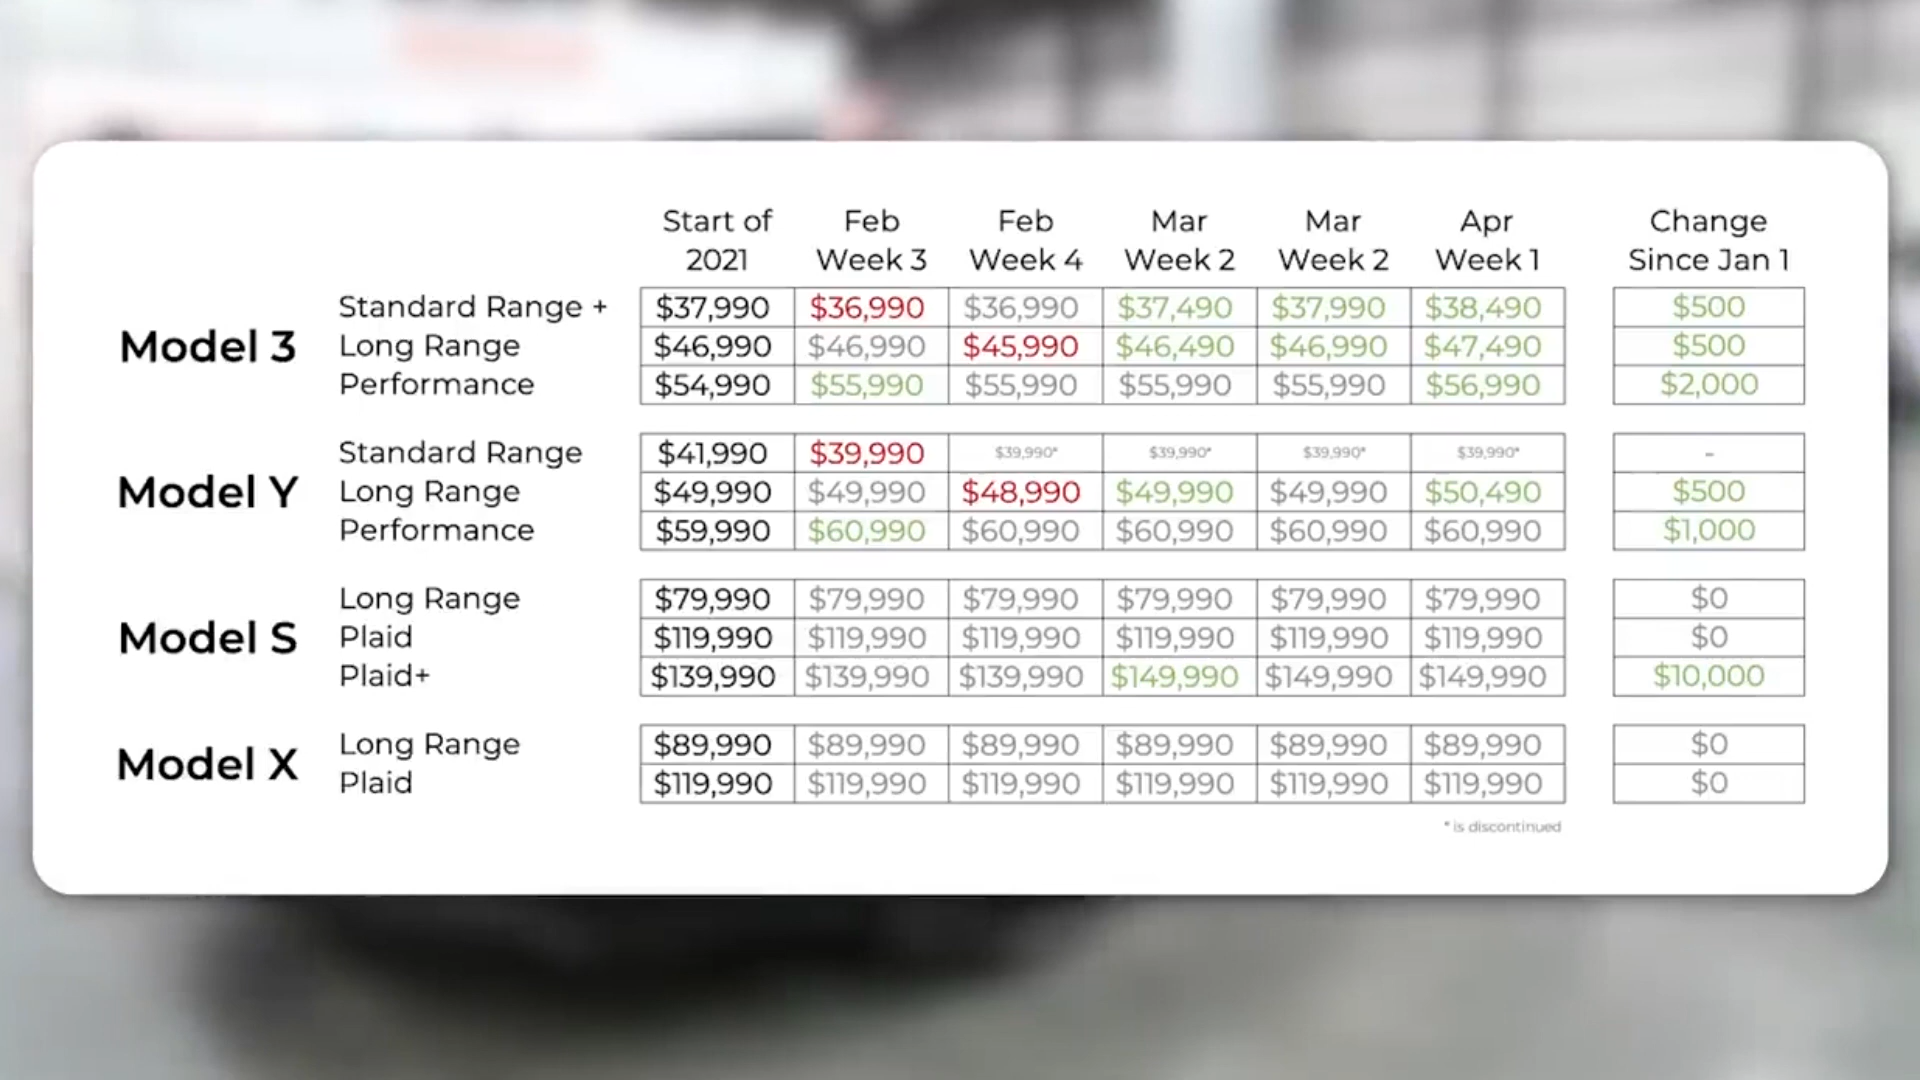 Start of 2021 Feb Week 3 Feb Week 4 Mar Week 2 Mar Week 2 Apr Week 1 Change Since Jan 1
Model 3
Standard Range + $37,990 $36,990 $36,990 $37,490 $37,990 $38,490 $500
Long Range $46,990 $46,990 $45,990 $46,490 $46,990 $47,490 $500
Performance $54,990 $55,990 $55,990 $55,990 $55,990 $56,990 $2,000
Model Y
Standard Range $41,990 $39,990 $39,990* $39,990* $39,990* $39,990* -
Long Range $49,990 $49,990 $48,990 $49,990 $49,990 $50,490 $500
Performance $59,990 $60,990 $60,990 $60,990 $60,990 $60,990 $1,000
Model S
Long Range $79,990 $79,990 $79,990 $79,990 $79,990 $79,990 $0
Plaid $119,990 $119,990 $119,990 $119,990 $119,990 $119,990 $0
Plaid+ $139,990 $139,990 $139,990 $149,990 $149,990 $149,990 $10,000
Model X
Long Range $89,990 $89,990 $89,990 $89,990 $89,990 $89,990 $0
Plaid $119,990 $119,990 $119,990 $119,990 $119,990 $119,990 $0
* is discontinued